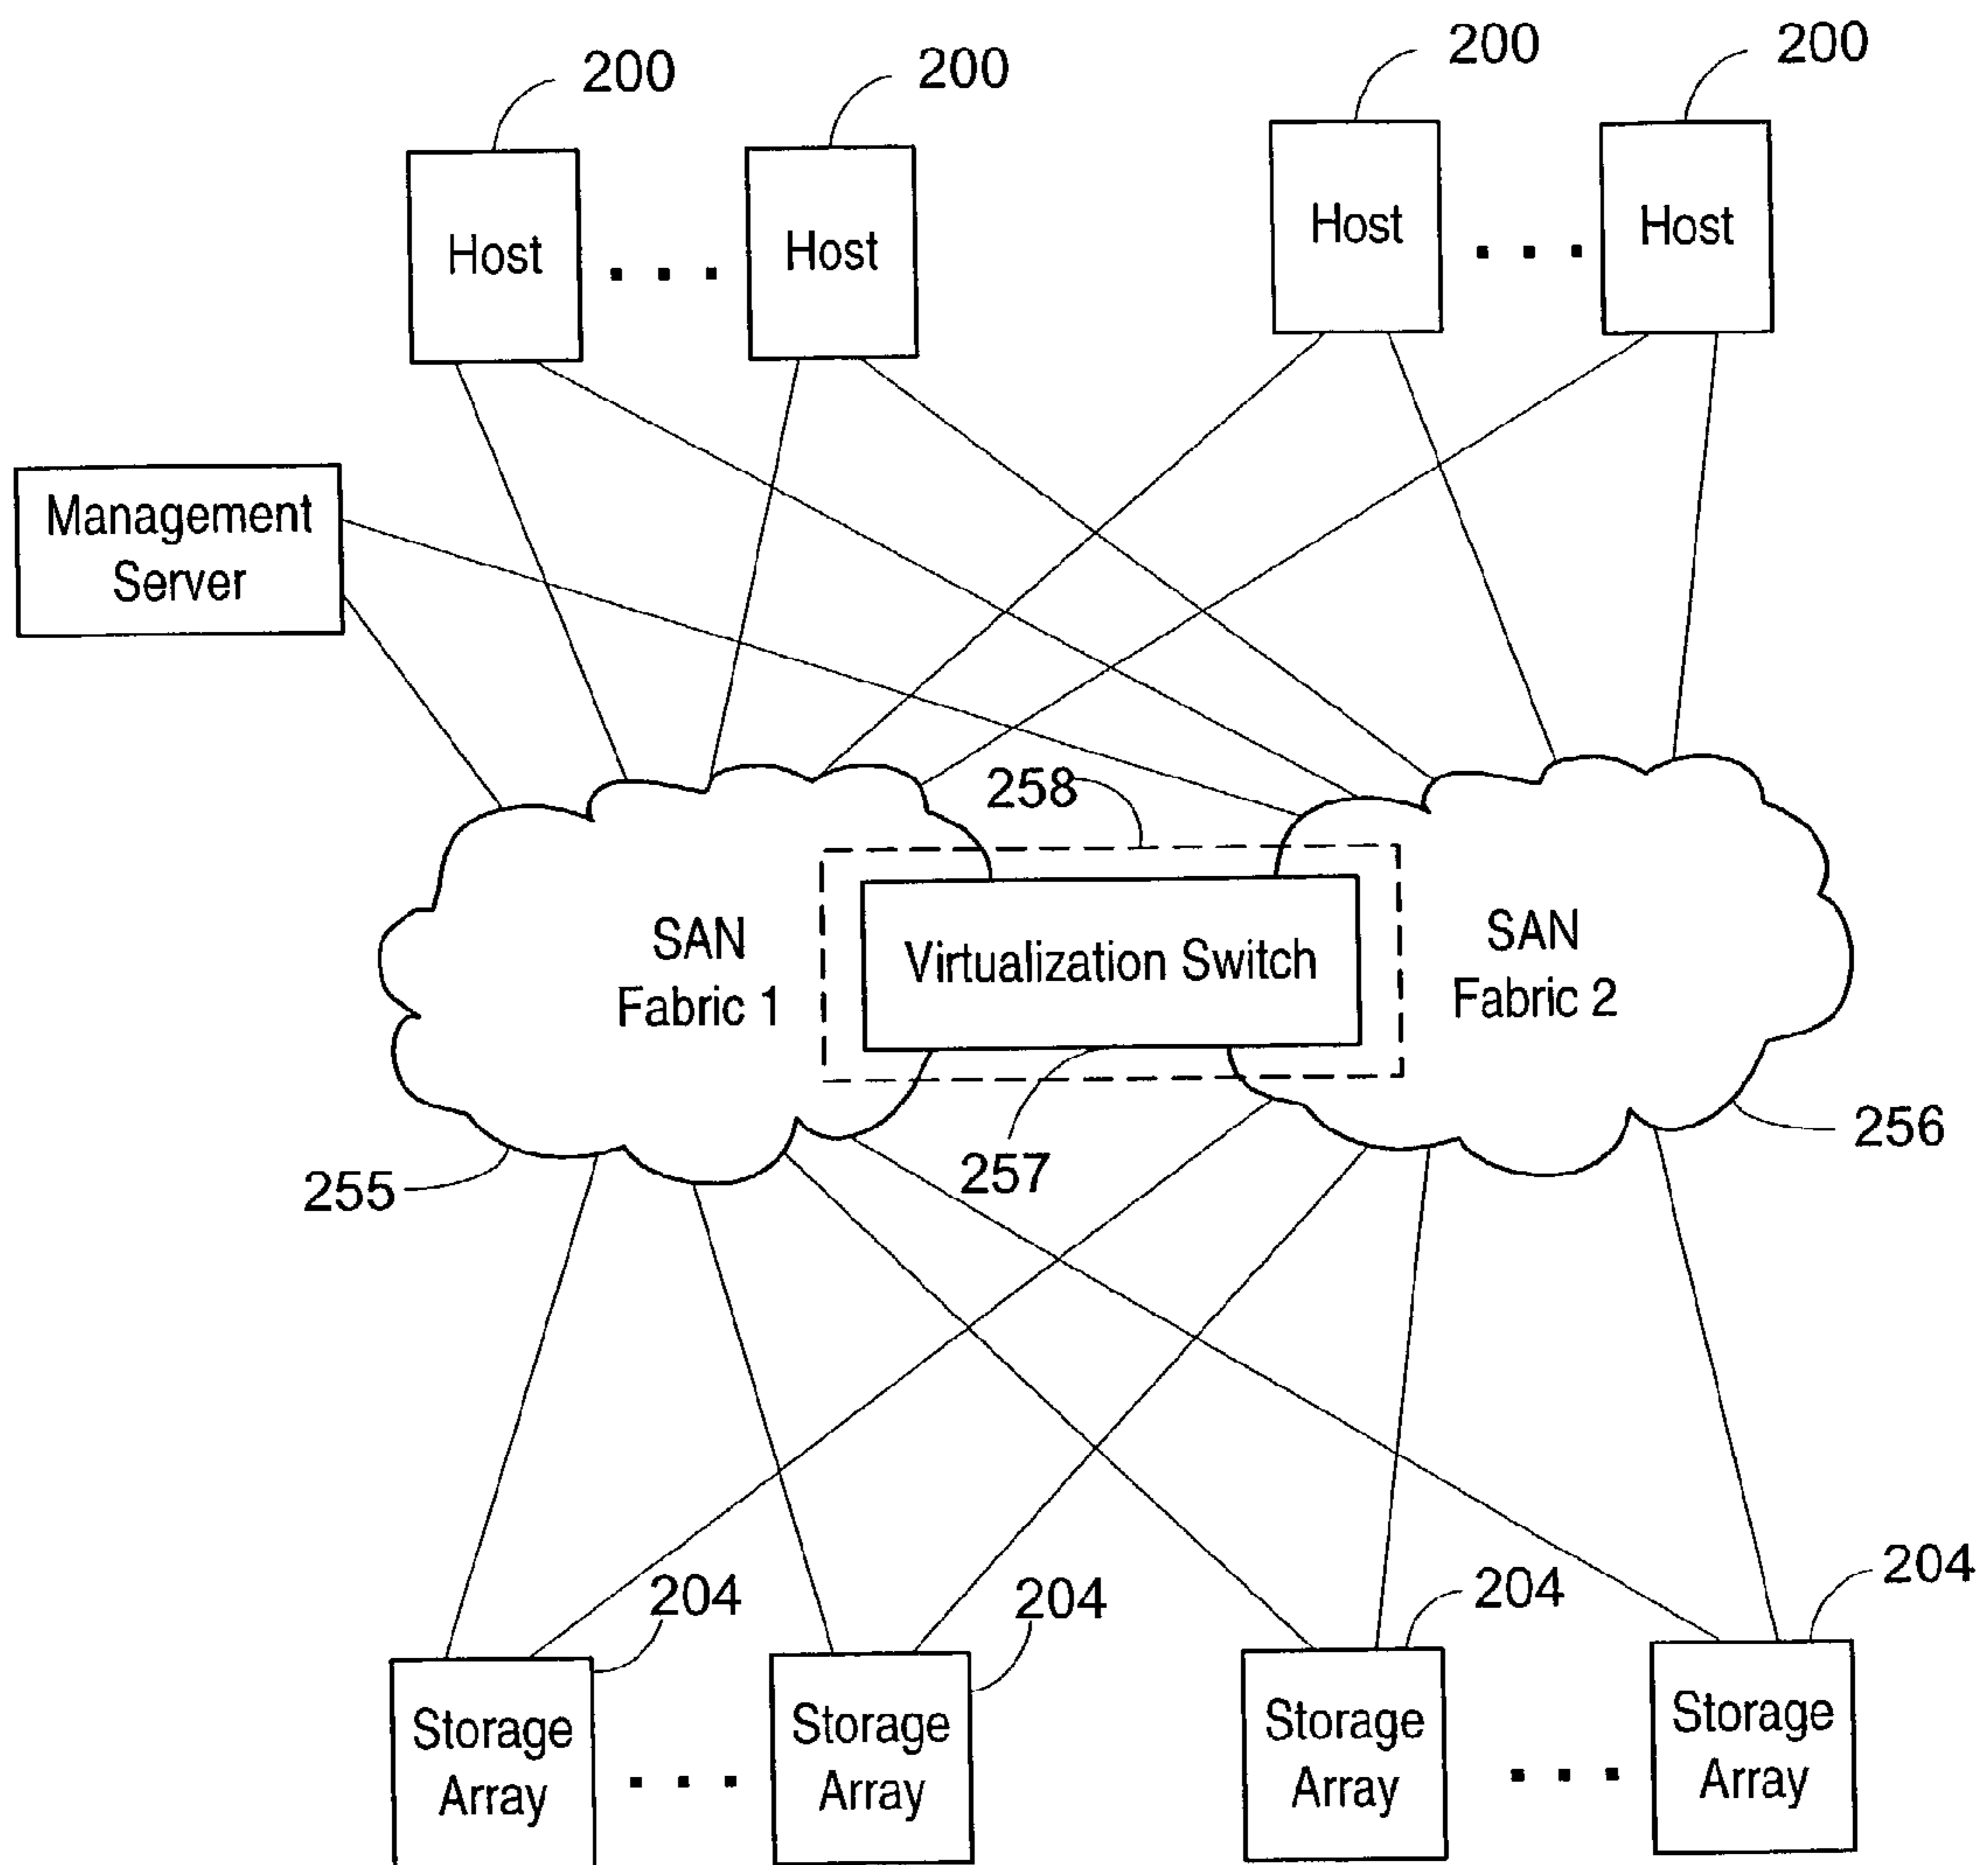 200
200
200
200
Host
. . .
Host
Host
. . .
Host
Management
Server
258
SAN
Fabric 1
Virtualization Switch
SAN
Fabric 2
255
257
256
204
204
204
204
Storage
Array
. . .
Storage
Array
Storage
Array
. . .
Storage
Array